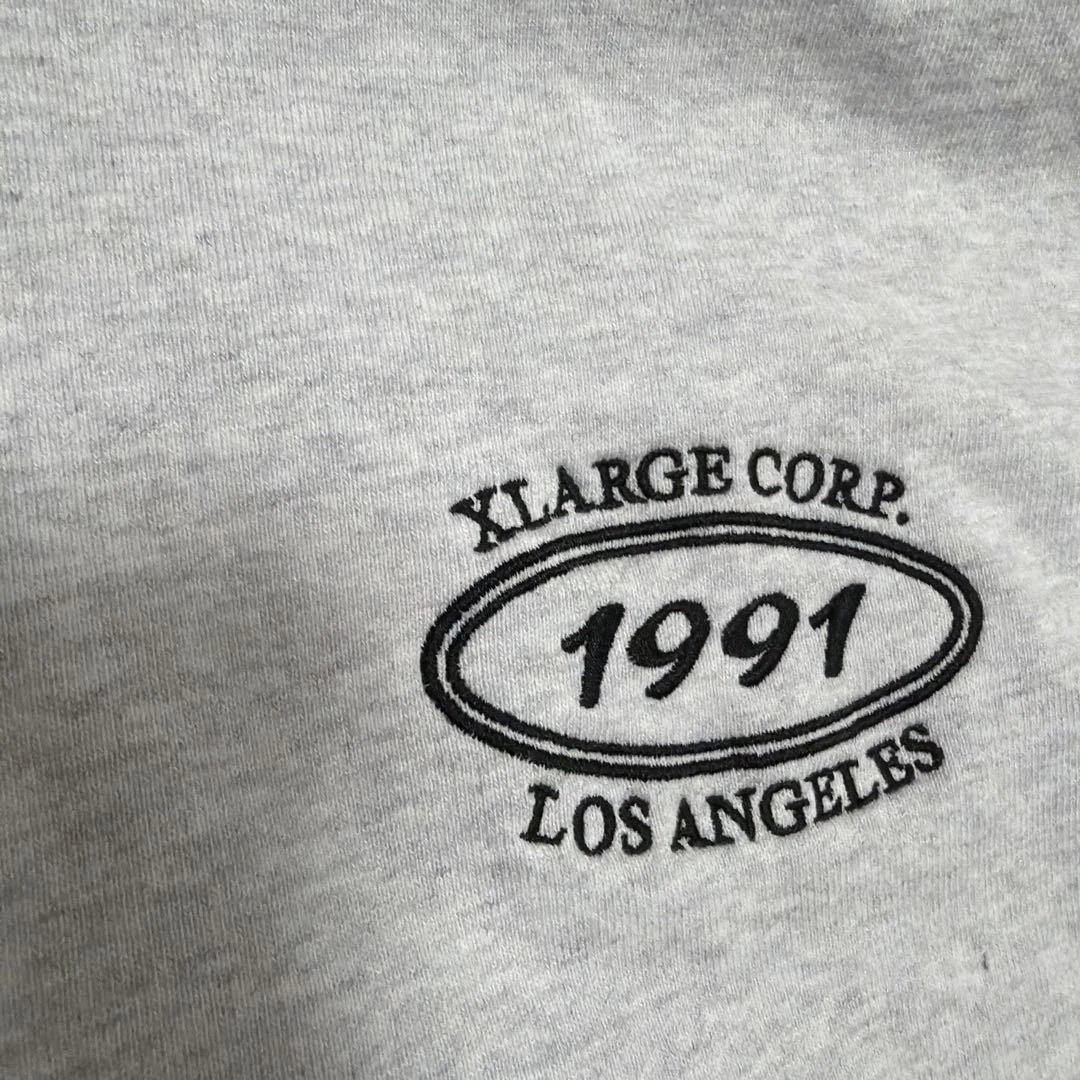 XLARGE CORP.
1991
LOS ANGELES